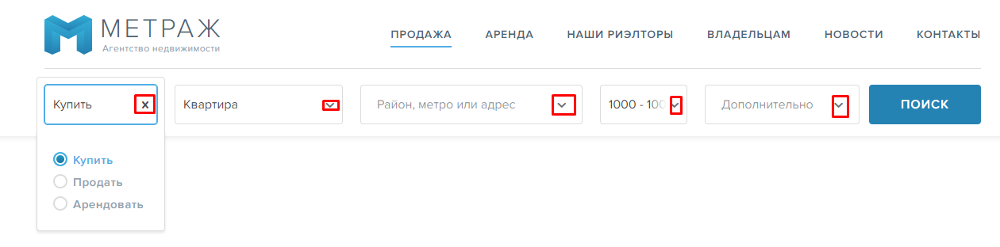 МЕТРАЖ
Агентство недвижимости
ПРОДАЖА АРЕНДА НАШИ РИЭЛТОРЫ ВЛАДЕЛЬЦАМ НОВОСТИ КОНТАКТЫ
Купить x Квартира Район, метро или адрес 1000 - 100 Дополнительно ПОИСК
Купить
Продать
Арендовать